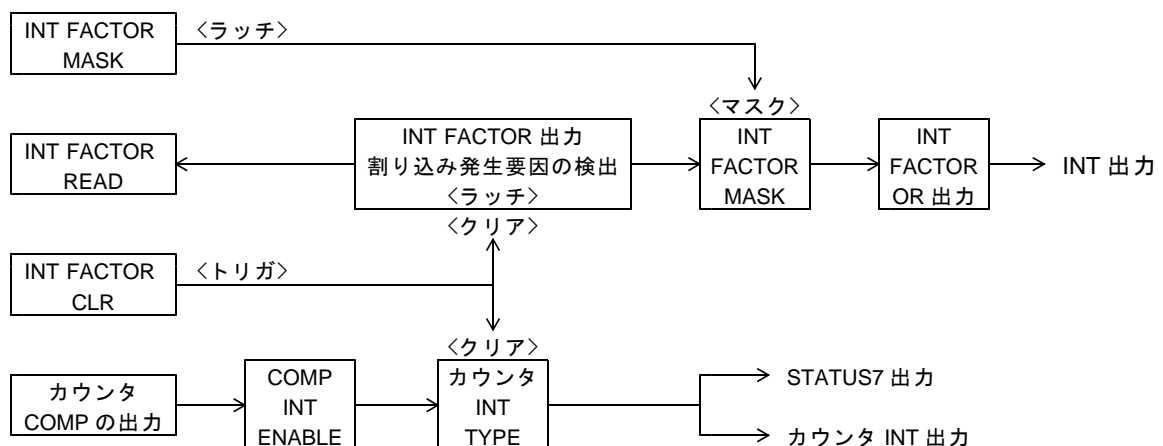 INT FACTOR
MASK
〈ラッチ〉
〈マスク〉
INT FACTOR
READ
INT FACTOR 出力
割り込み発生要因の検出
〈ラッチ〉
〈クリア〉
INT
FACTOR
MASK
INT
FACTOR
OR 出力
INT 出力
INT FACTOR
CLR
〈トリガ〉
〈クリア〉
カウンタ
COMP の出力
COMP
INT
ENABLE
カウンタ
INT
TYPE
STATUS7 出力
カウンタ INT 出力